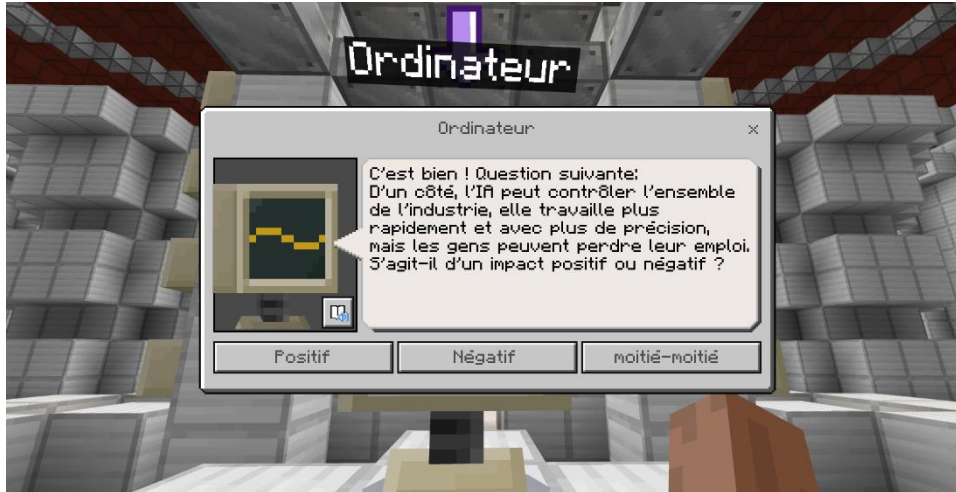 Ordinateur
Ordinateur
x
C'est bien ! Question suivante:
D'un côté, l'IA peut contrôler l'ensemble
de l'industrie, elle travaille plus
rapidement et avec plus de précision,
mais les gens peuvent perdre leur emploi.
S'agit-il d'un impact positif ou négatif ?
Positif
Négatif
moitié-moitié